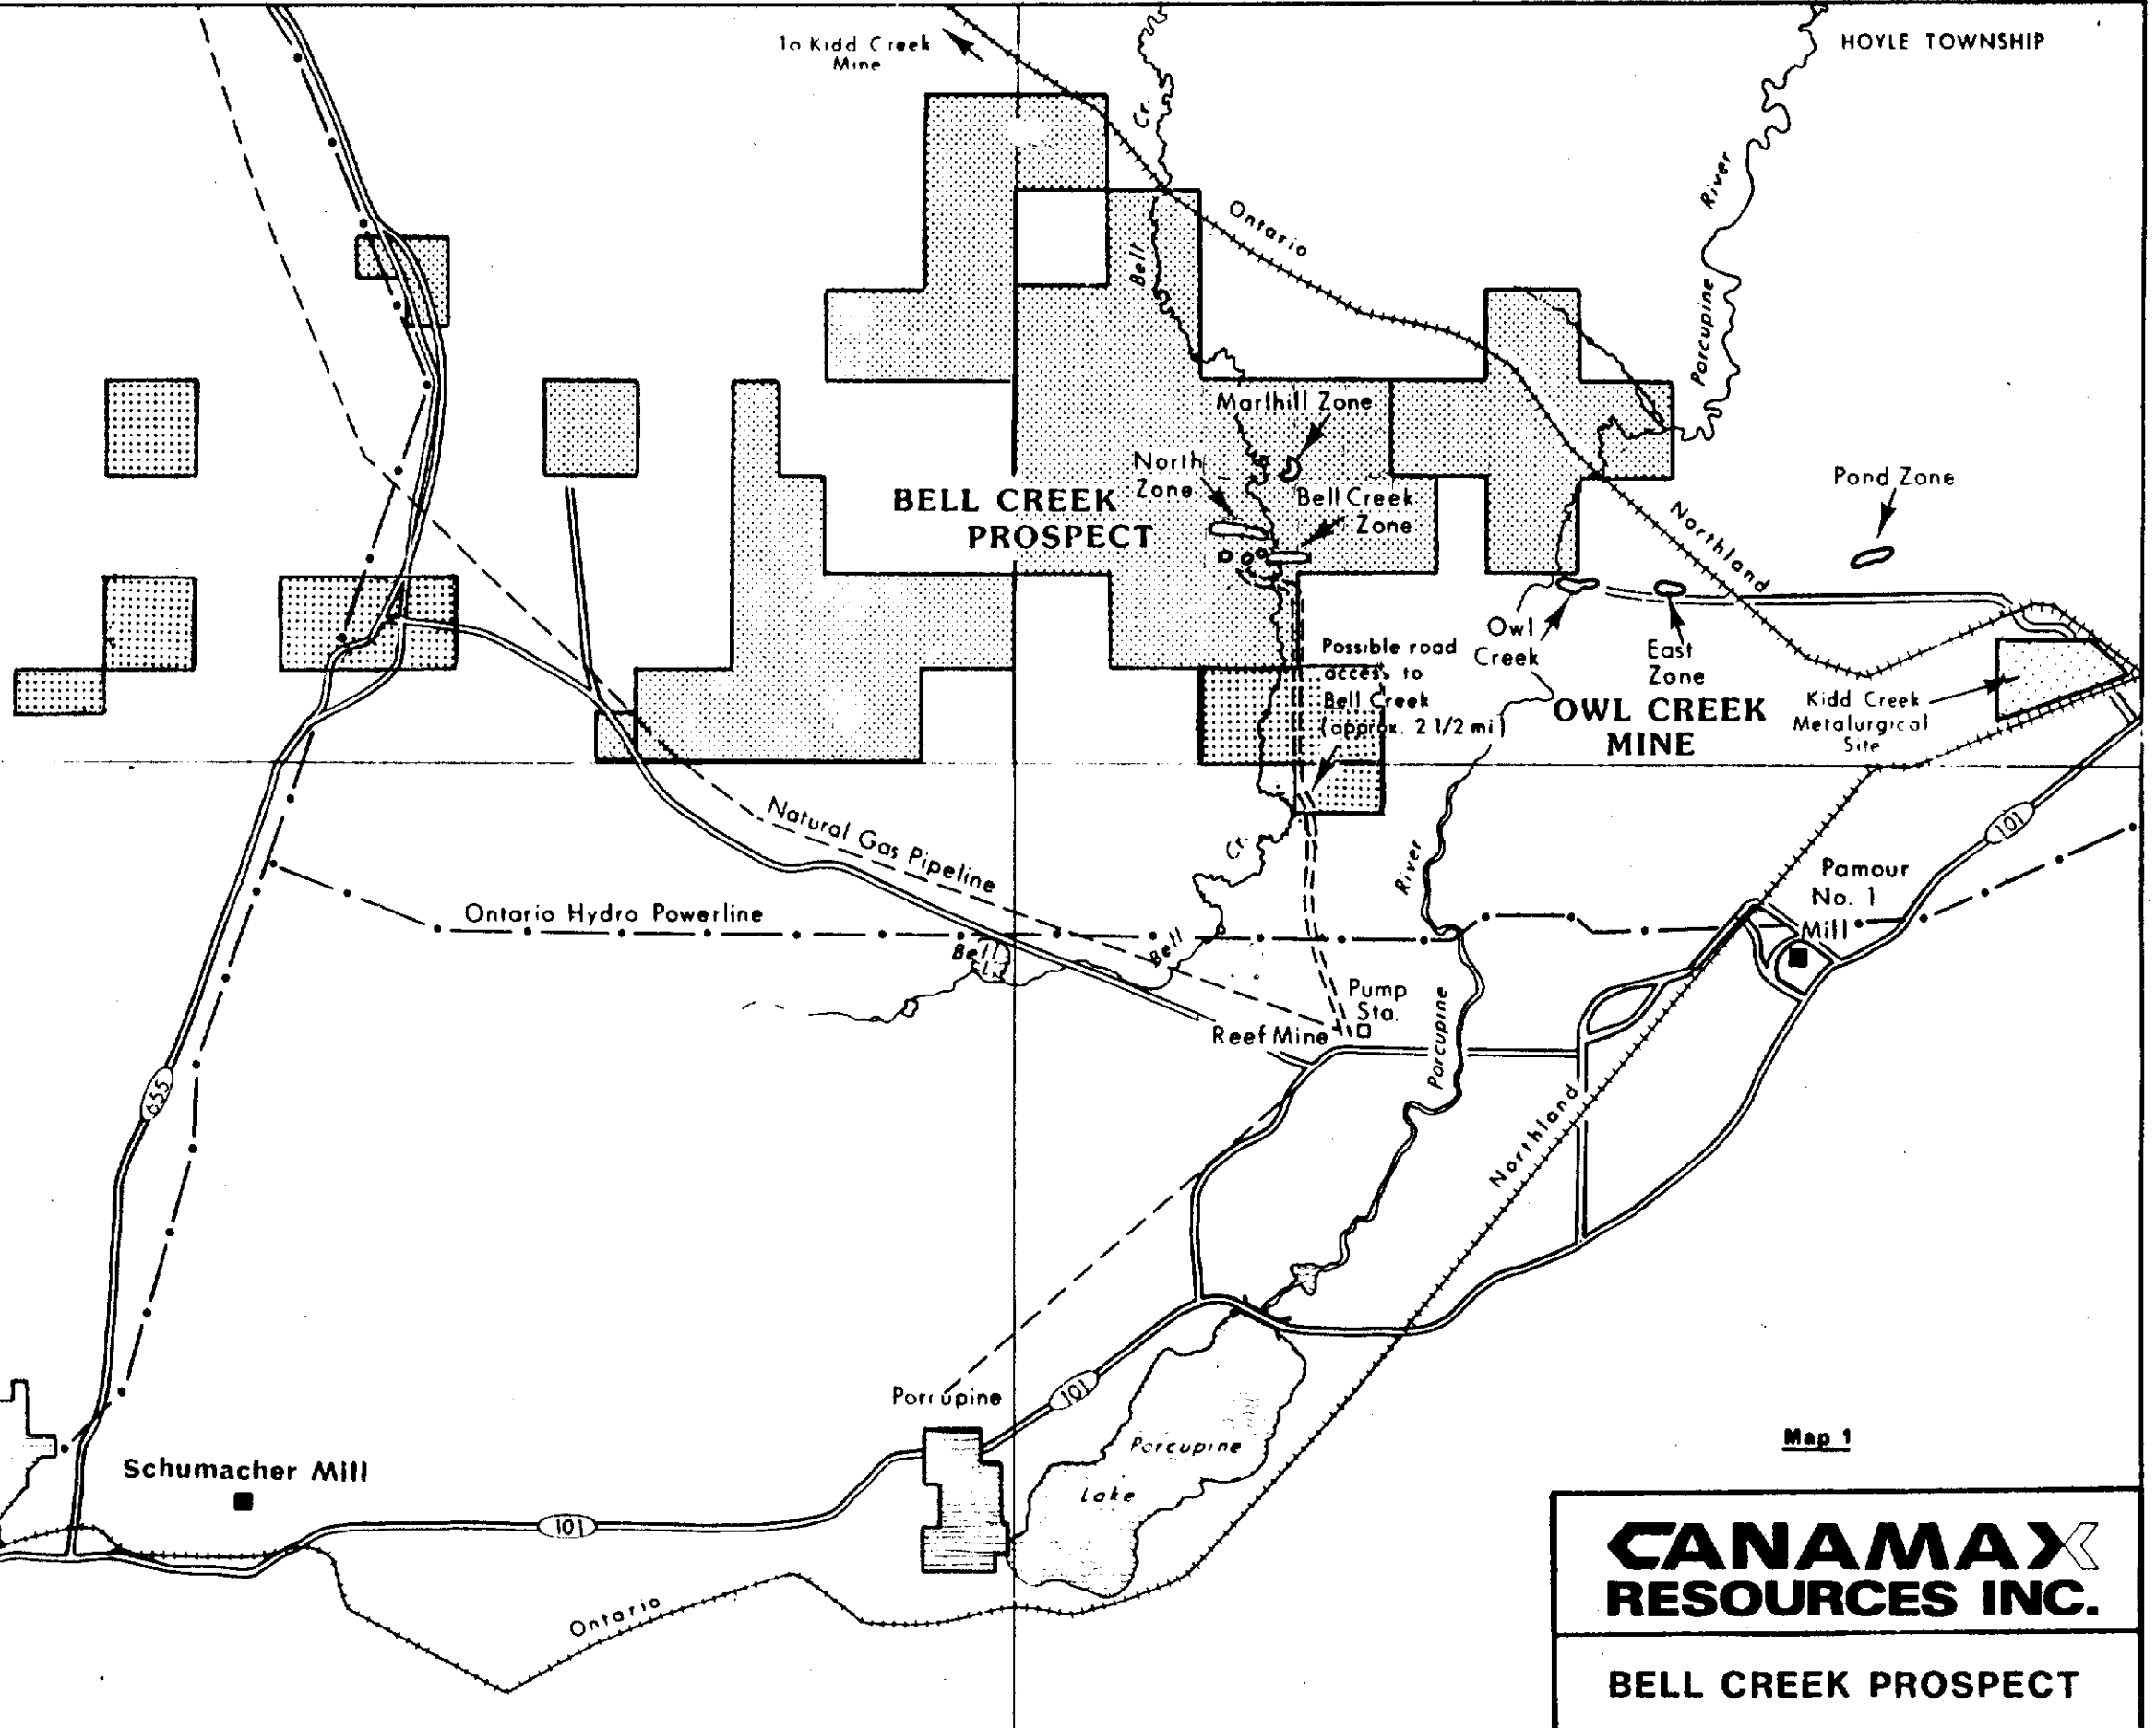 To Kidd Creek
Mine
HOYLE TOWNSHIP
Cr.
Bell
Ontario
River
Porcupine
Marlhill Zone
North
Zone
Bell Creek
Zone
BELL CREEK
PROSPECT
Pond Zone
Northland
Owl
Creek
East
Zone
Possible road
access to
Bell Creek
(approx. 2 1/2 mi)
OWL CREEK
MINE
Kidd Creek
Metalurgical
Site
Natural Gas Pipeline
Ontario Hydro Powerline
Cr.
Bell
Bell
L.
River
Porcupine
101
Pamour
No. 1
Mill
Pump
Sta.
Reef Mine
655
Northland
Porcupine
101
Porcupine
Lake
Schumacher Mill
101
Ontario
Map 1
CANAMAX
RESOURCES INC.
BELL CREEK PROSPECT